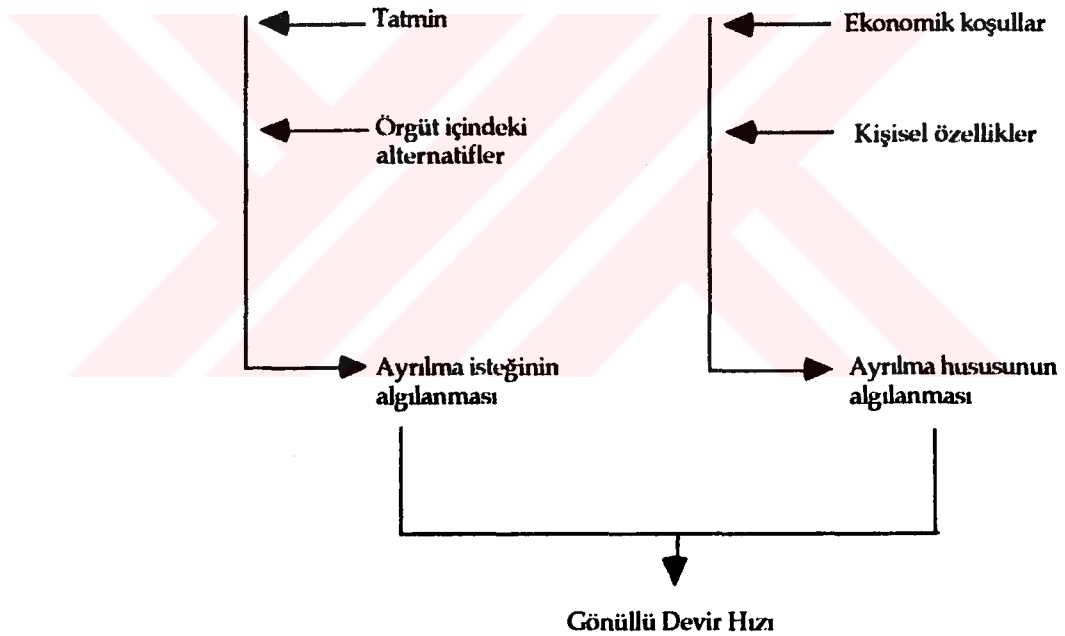 Tatmin
Ekonomik koşullar
Örgüt içindeki
alternatifler
Kişisel özellikler
Ayrılma isteğinin
algılanması
Ayrılma hususunun
algılanması
Gönüllü Devir Hızı